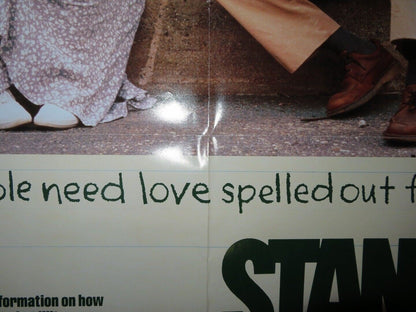 ple need love spelled out f
STAN
formation on how